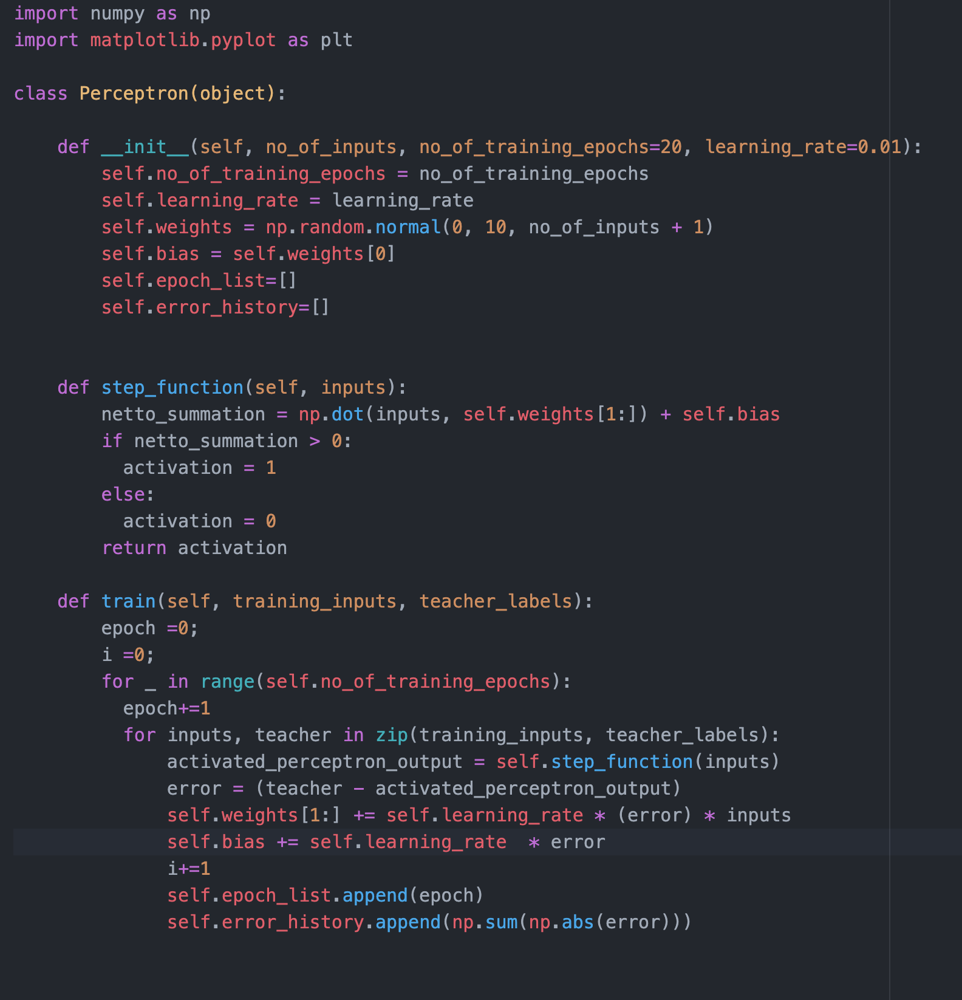 import numpy as np
import matplotlib.pyplot as plt

class Perceptron(object):

    def __init__(self, no_of_inputs, no_of_training_epochs=20, learning_rate=0.01):
        self.no_of_training_epochs = no_of_training_epochs
        self.learning_rate = learning_rate
        self.weights = np.random.normal(0, 10, no_of_inputs + 1)
        self.bias = self.weights[0]
        self.epoch_list=[]
        self.error_history=[]


    def step_function(self, inputs):
        netto_summation = np.dot(inputs, self.weights[1:]) + self.bias
        if netto_summation > 0:
          activation = 1
        else:
          activation = 0
        return activation

    def train(self, training_inputs, teacher_labels):
        epoch =0;
        i =0;
        for _ in range(self.no_of_training_epochs):
          epoch+=1
          for inputs, teacher in zip(training_inputs, teacher_labels):
              activated_perceptron_output = self.step_function(inputs)
              error = (teacher - activated_perceptron_output)
              self.weights[1:] += self.learning_rate * (error) * inputs
              self.bias += self.learning_rate  * error
              i+=1
              self.epoch_list.append(epoch)
              self.error_history.append(np.sum(np.abs(error)))